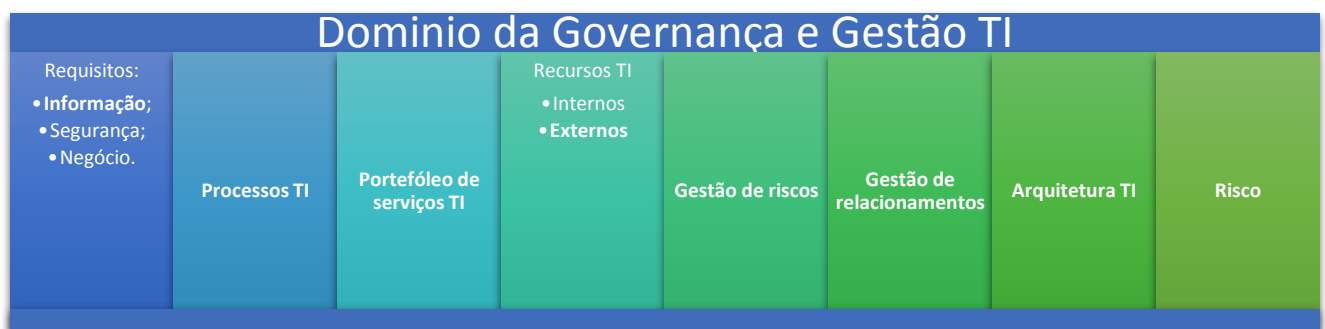 Dominio da Governança e Gestão TI
Requisitos:
•Informação;
•Segurança;
•Negócio.
Processos TI
Portefóleo de
serviços TI
Recursos TI
•Internos
•Externos
Gestão de riscos
Gestão de
relacionamentos
Arquitetura TI
Risco